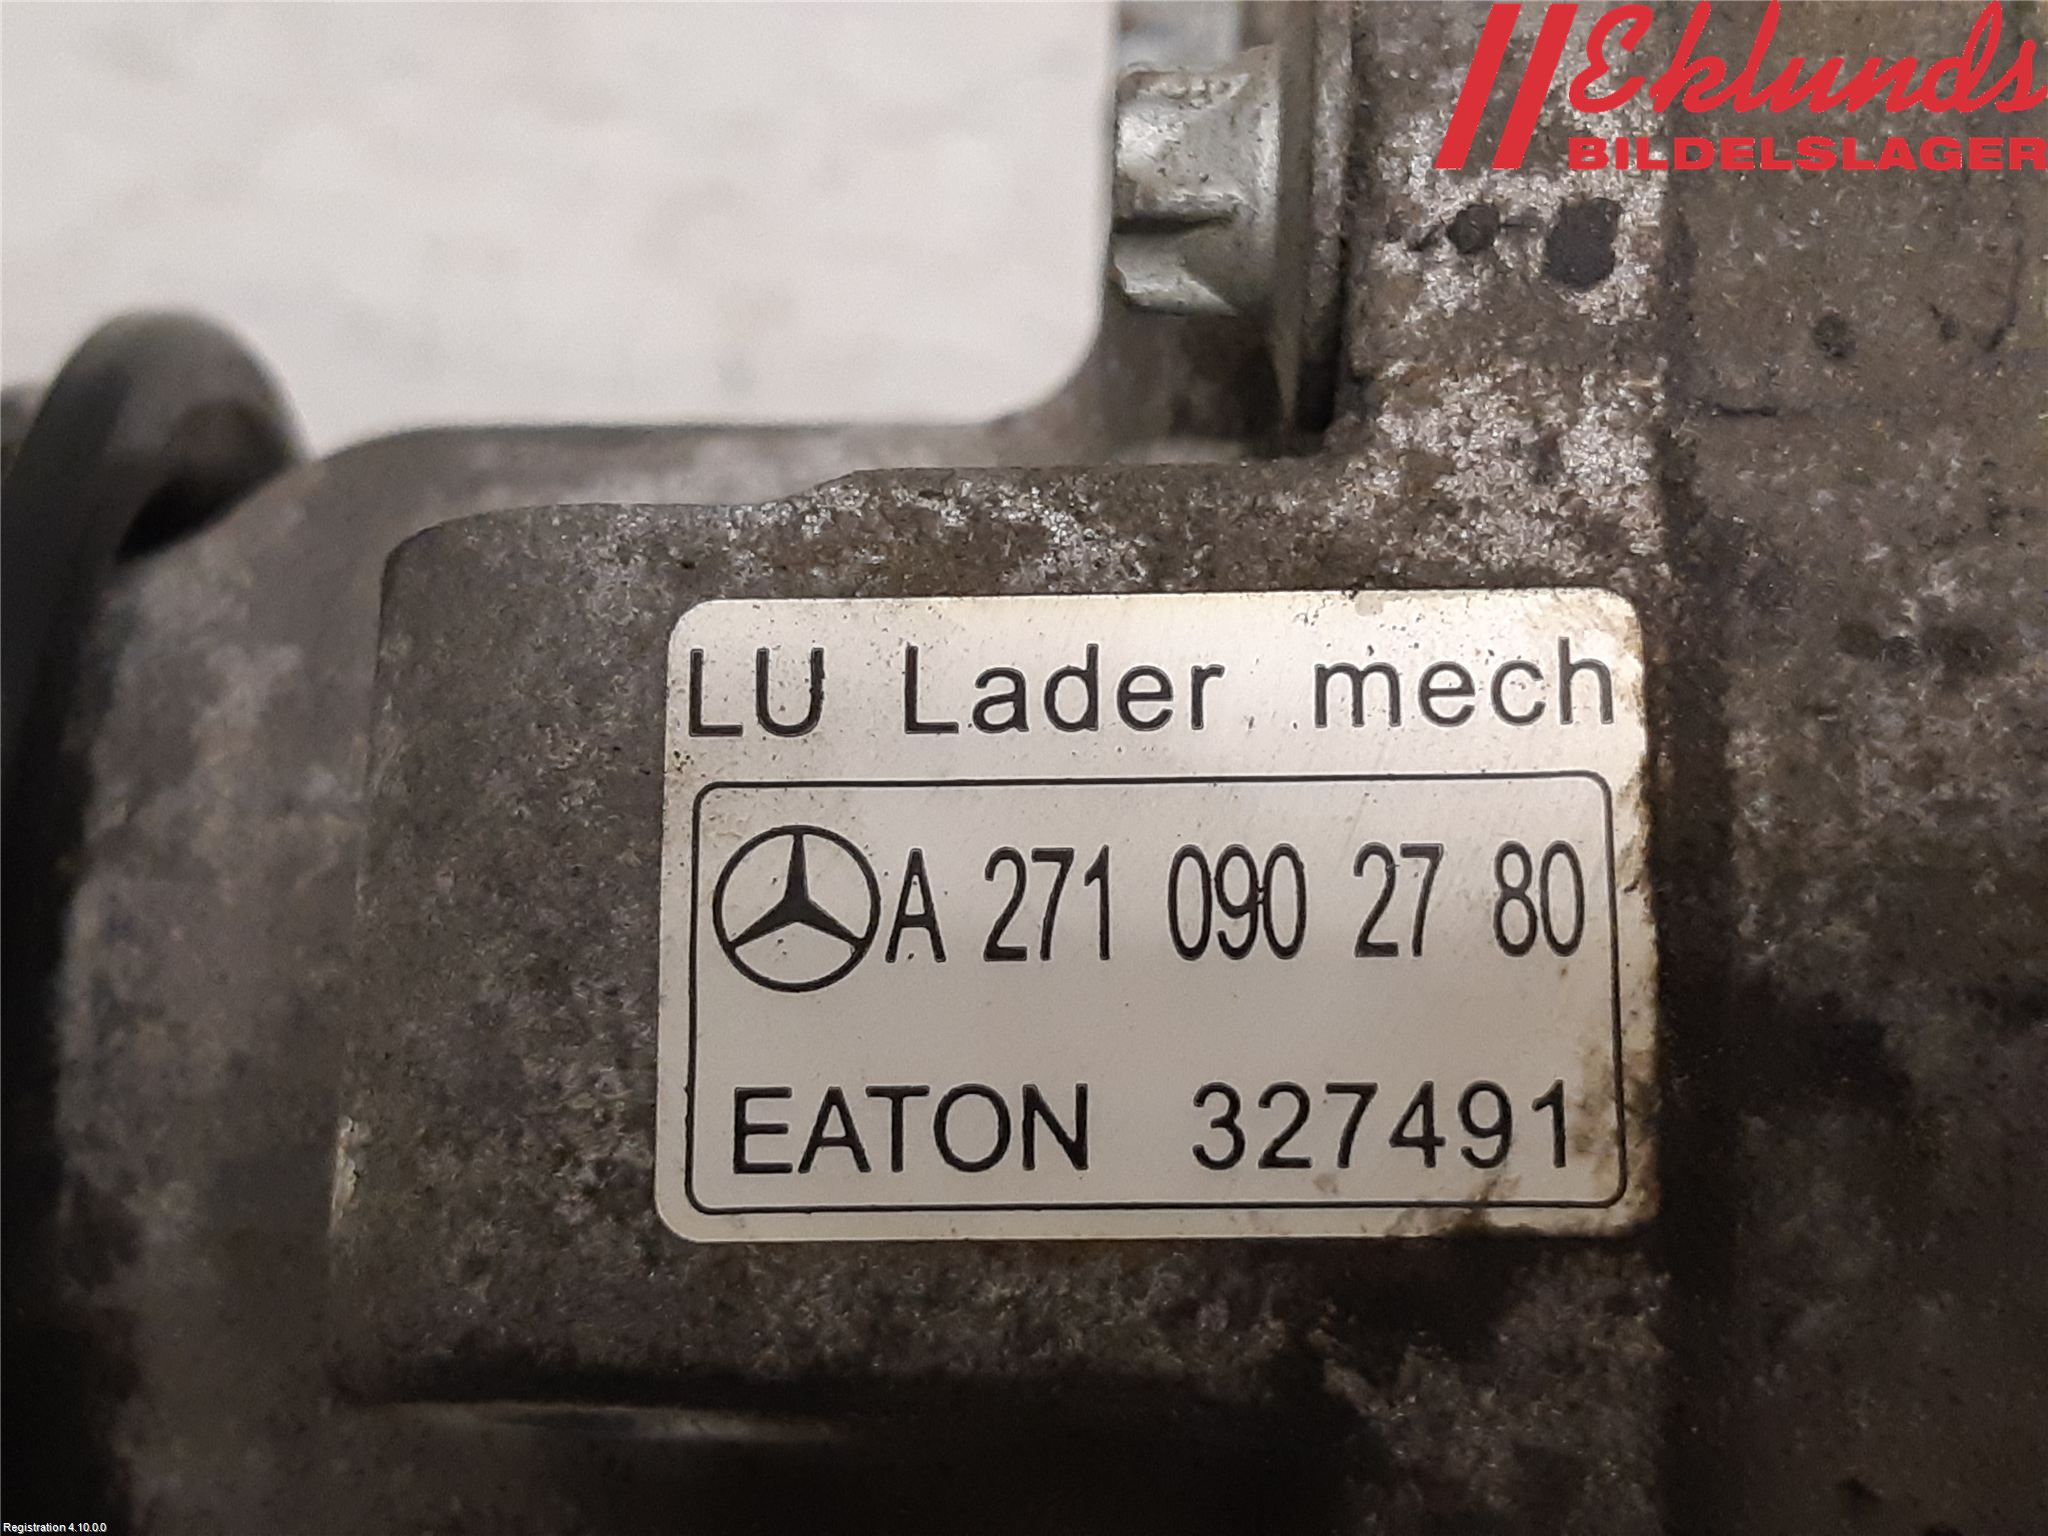 Eklunds
BILDELSLAGER
LU Lader mech
A 271 090 27 80
EATON 327491
Registration 4.10.0.0